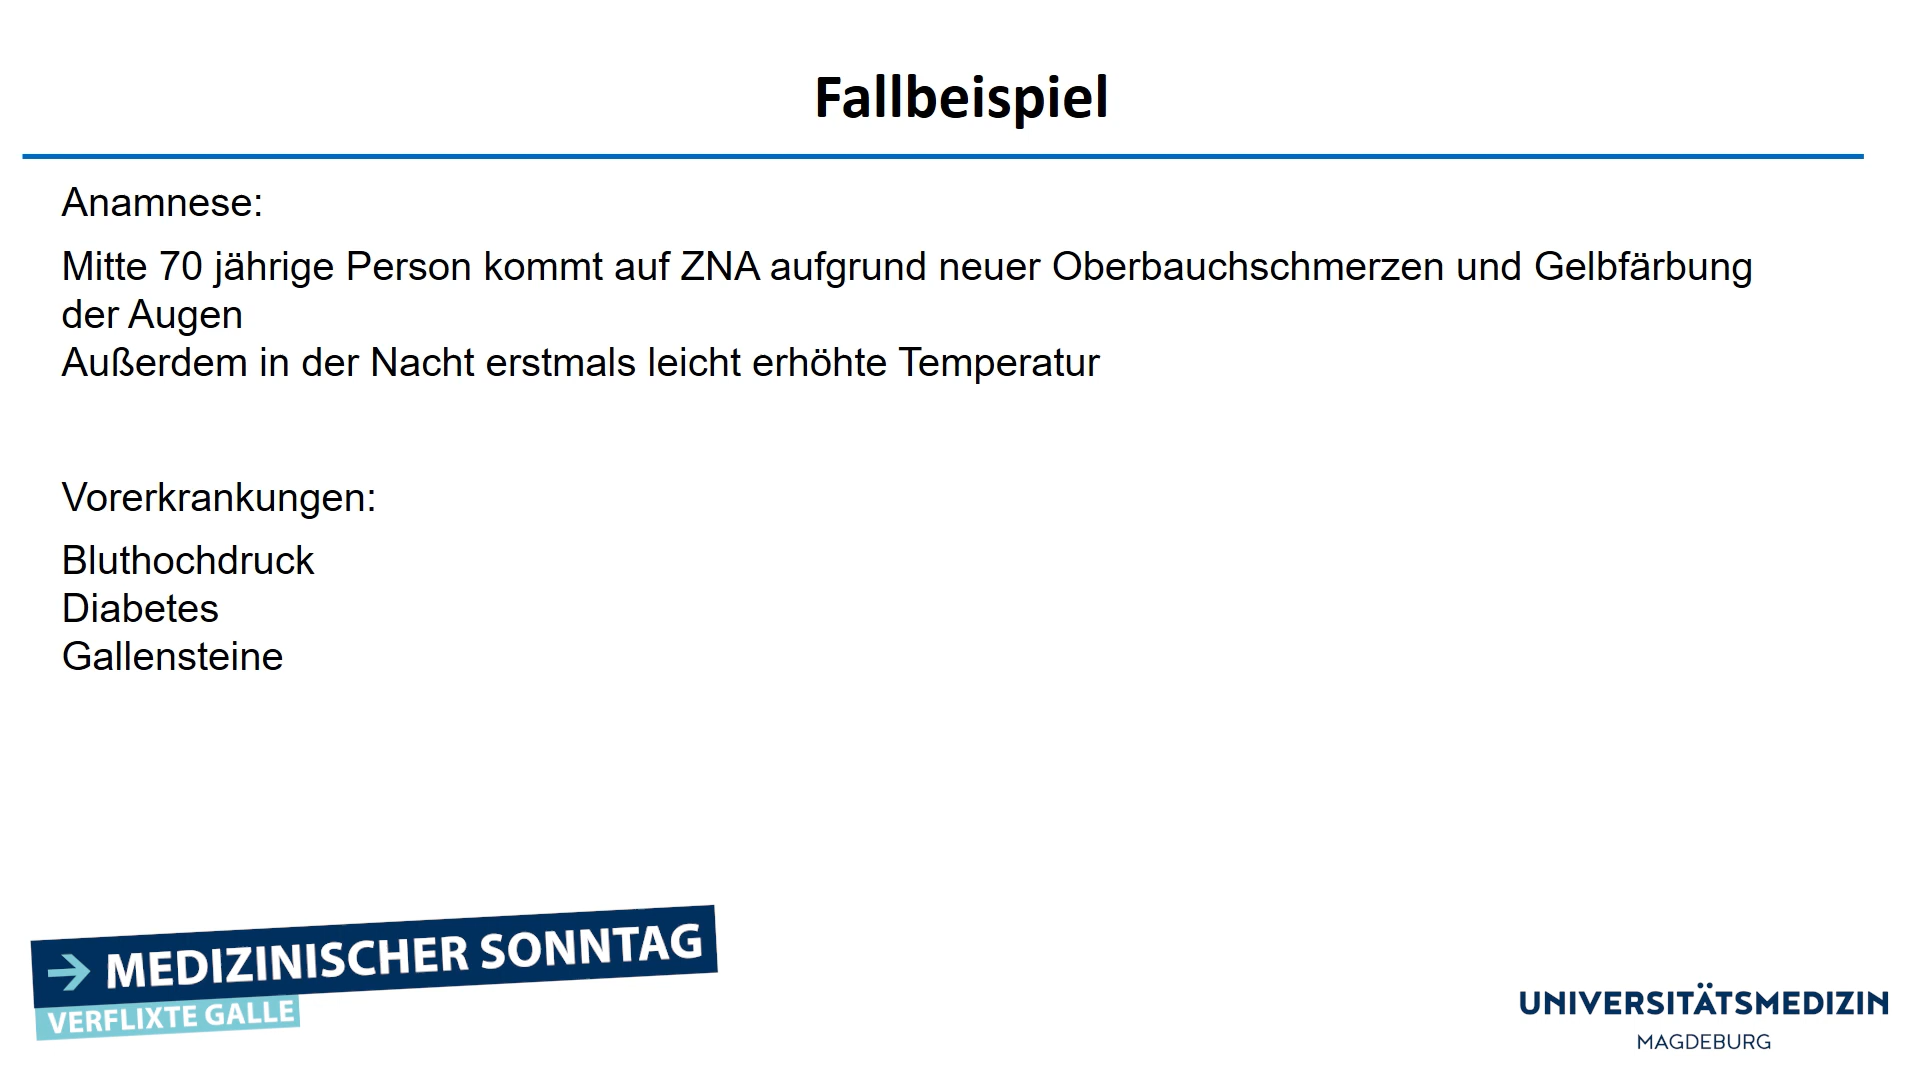 Fallbeispiel
Anamnese:
Mitte 70 jährige Person kommt auf ZNA aufgrund neuer Oberbauchschmerzen und Gelbfärbung
der Augen
Außerdem in der Nacht erstmals leicht erhöhte Temperatur
Vorerkrankungen:
Bluthochdruck
Diabetes
Gallensteine
→ MEDIZINISCHER SONNTAG
VERFLIXTE GALLE
UNIVERSITÄTSMEDIZIN
MAGDEBURG